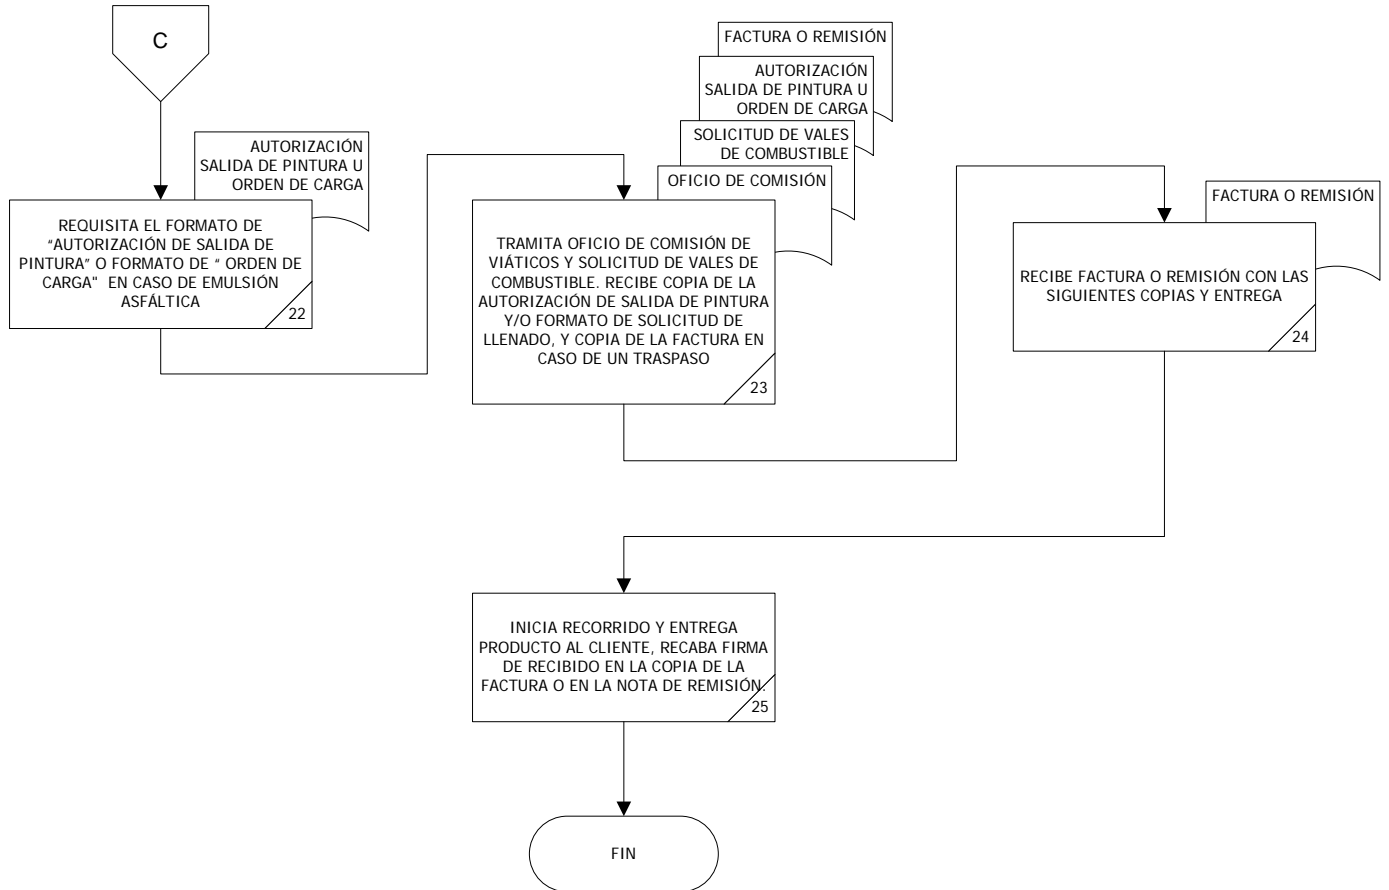 C
AUTORIZACIÓN
SALIDA DE PINTURA U
ORDEN DE CARGA
REQUISITA EL FORMATO DE
“AUTORIZACIÓN DE SALIDA DE
PINTURA” O FORMATO DE “ ORDEN DE
CARGA" EN CASO DE EMULSIÓN
ASFÁLTICA
22
FACTURA O REMISIÓN
AUTORIZACIÓN
SALIDA DE PINTURA U
ORDEN DE CARGA
SOLICITUD DE VALES
DE COMBUSTIBLE
OFICIO DE COMISIÓN
TRAMITA OFICIO DE COMISIÓN DE
VIÁTICOS Y SOLICITUD DE VALES DE
COMBUSTIBLE. RECIBE COPIA DE LA
AUTORIZACIÓN DE SALIDA DE PINTURA
Y/O FORMATO DE SOLICITUD DE
LLENADO, Y COPIA DE LA FACTURA EN
CASO DE UN TRASPASO
23
FACTURA O REMISIÓN
RECIBE FACTURA O REMISIÓN CON LAS
SIGUIENTES COPIAS Y ENTREGA
24
INICIA RECORRIDO Y ENTREGA
PRODUCTO AL CLIENTE, RECABA FIRMA
DE RECIBIDO EN LA COPIA DE LA
FACTURA O EN LA NOTA DE REMISIÓN.
25
FIN